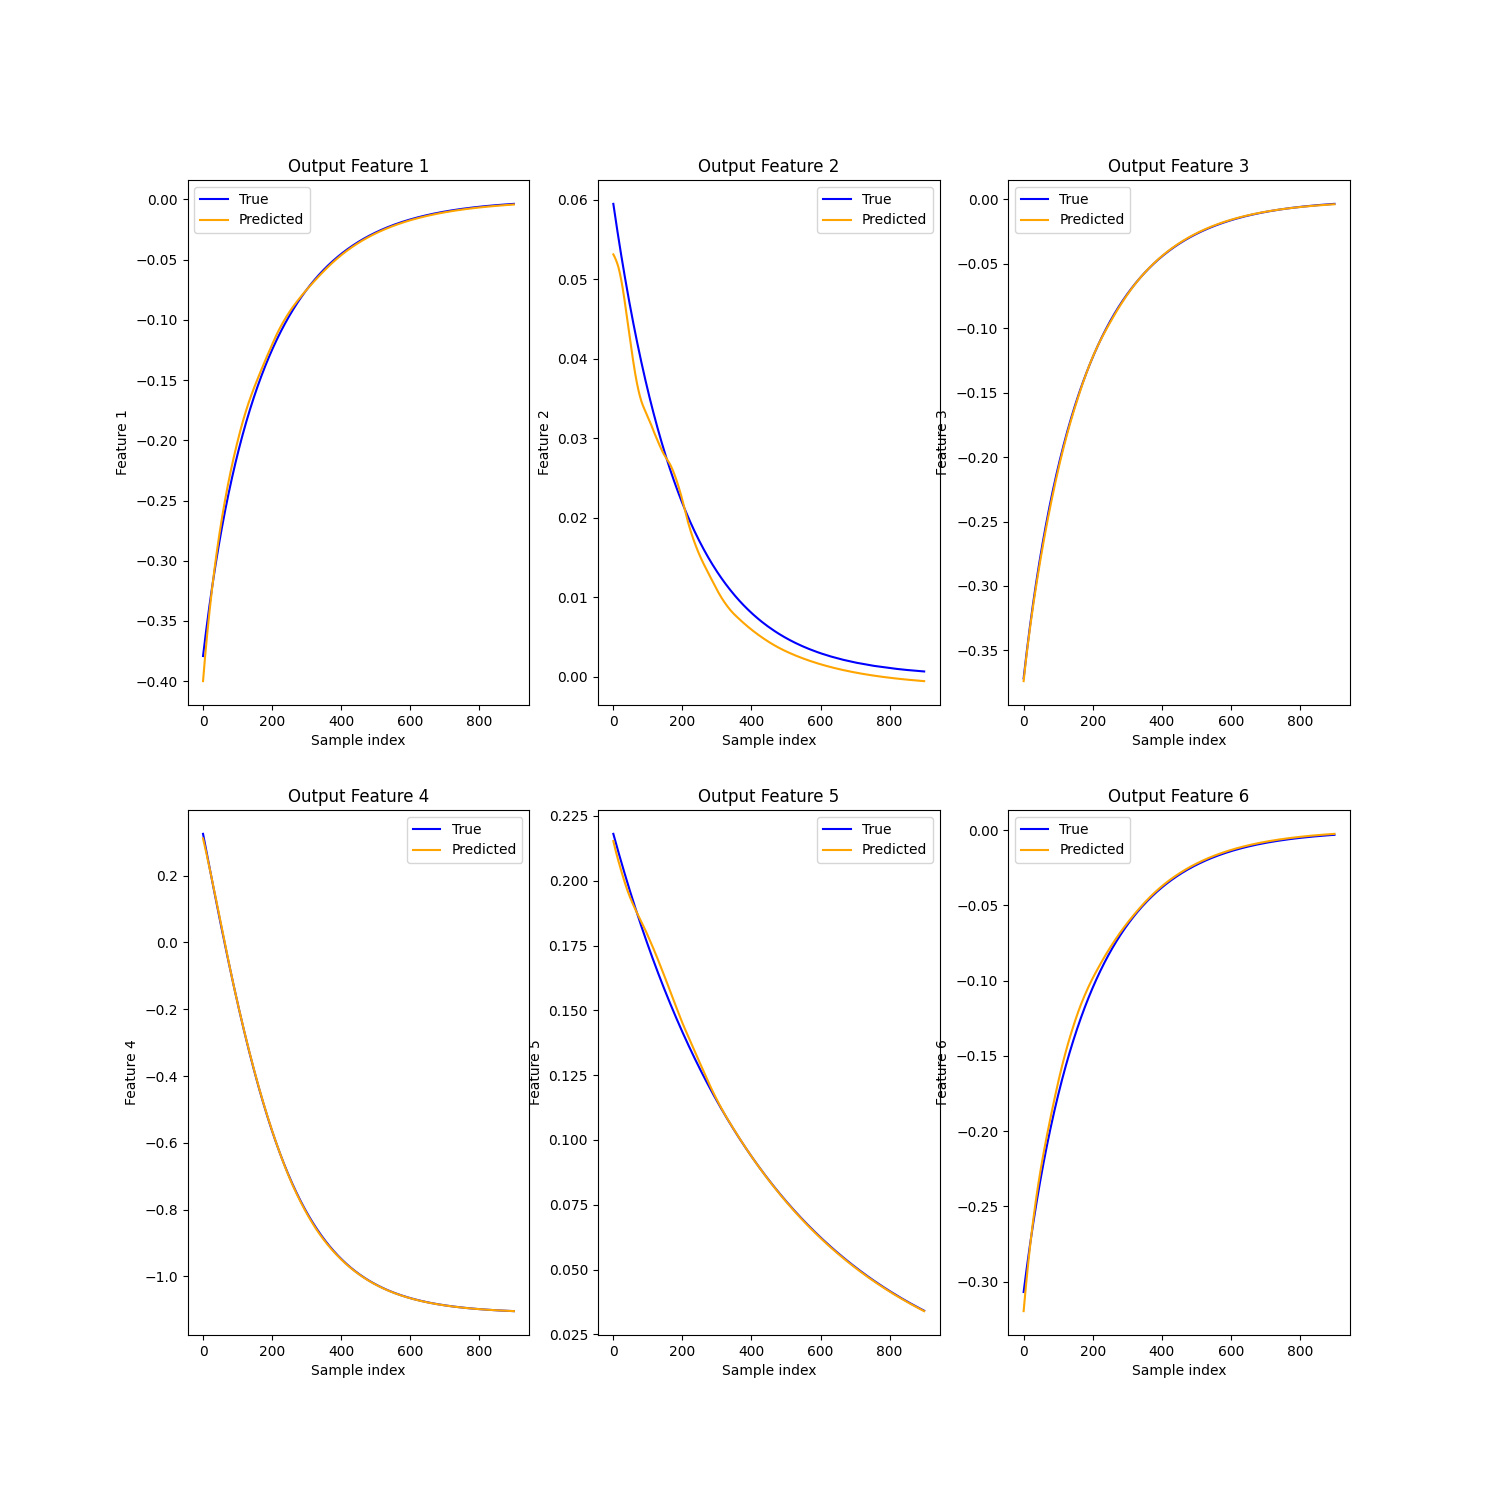 Output Feature 1
True
Predicted
0.00
−0.05
−0.10
−0.15
−0.20
−0.25
−0.30
−0.35
−0.40
Feature 1
0 200 400 600 800
Sample index
Output Feature 2
True
Predicted
0.06
0.05
0.04
0.03
0.02
0.01
0.00
Feature 2
0 200 400 600 800
Sample index
Output Feature 3
True
Predicted
0.00
−0.05
−0.10
−0.15
−0.20
−0.25
−0.30
−0.35
Feature 3
0 200 400 600 800
Sample index
Output Feature 4
True
Predicted
0.2
0.0
−0.2
−0.4
−0.6
−0.8
−1.0
Feature 4
0 200 400 600 800
Sample index
Output Feature 5
True
Predicted
0.225
0.200
0.175
0.150
0.125
0.100
0.075
0.050
0.025
Feature 5
0 200 400 600 800
Sample index
Output Feature 6
True
Predicted
0.00
−0.05
−0.10
−0.15
−0.20
−0.25
−0.30
Feature 6
0 200 400 600 800
Sample index